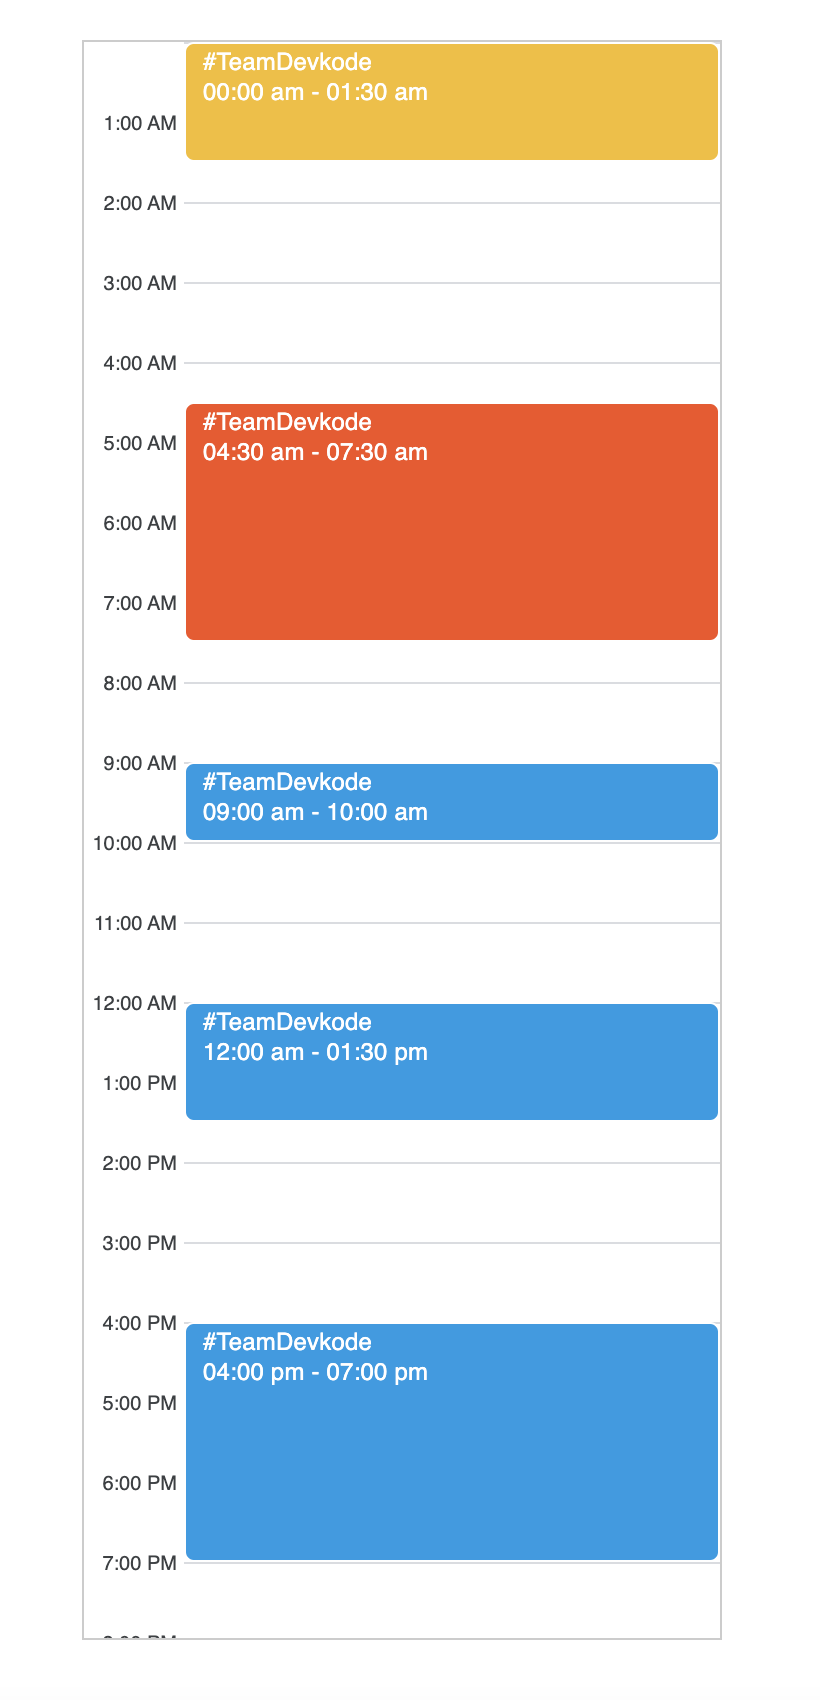 #TeamDevkode
00:00 am - 01:30 am
1:00 AM
2:00 AM
3:00 AM
4:00 AM
#TeamDevkode
5:00 AM
04:30 am - 07:30 am
6:00 AM
7:00 AM
8:00 AM
9:00 AM
#TeamDevkode
09:00 am - 10:00 am
10:00 AM
11:00 AM
12:00 AM
#TeamDevkode
12:00 am - 01:30 pm
1:00 PM
2:00 PM
3:00 PM
4:00 PM
#TeamDevkode
04:00 pm - 07:00 pm
5:00 PM
6:00 PM
7:00 PM